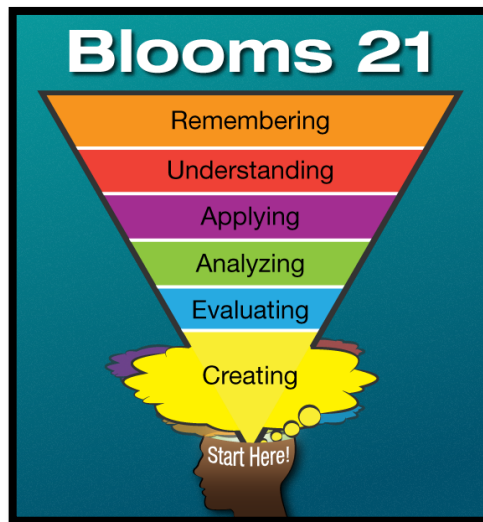 Blooms 21
Remembering
Understanding
Applying
Analyzing
Evaluating
Creating
Start Here!